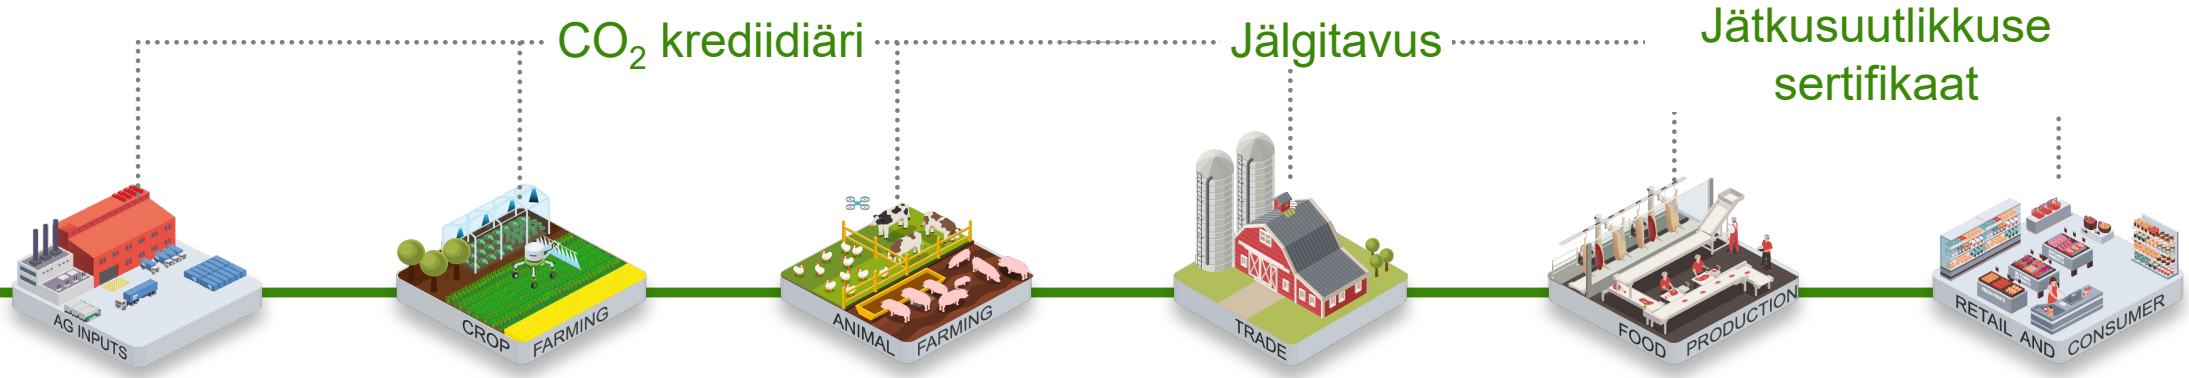 CO₂ krediidiäri
Jälgitavus
Jätkusuutlikkuse
sertifikaat
AG INPUTS
CROP FARMING
ANIMAL FARMING
TRADE
FOOD PRODUCTION
RETAIL AND CONSUMER